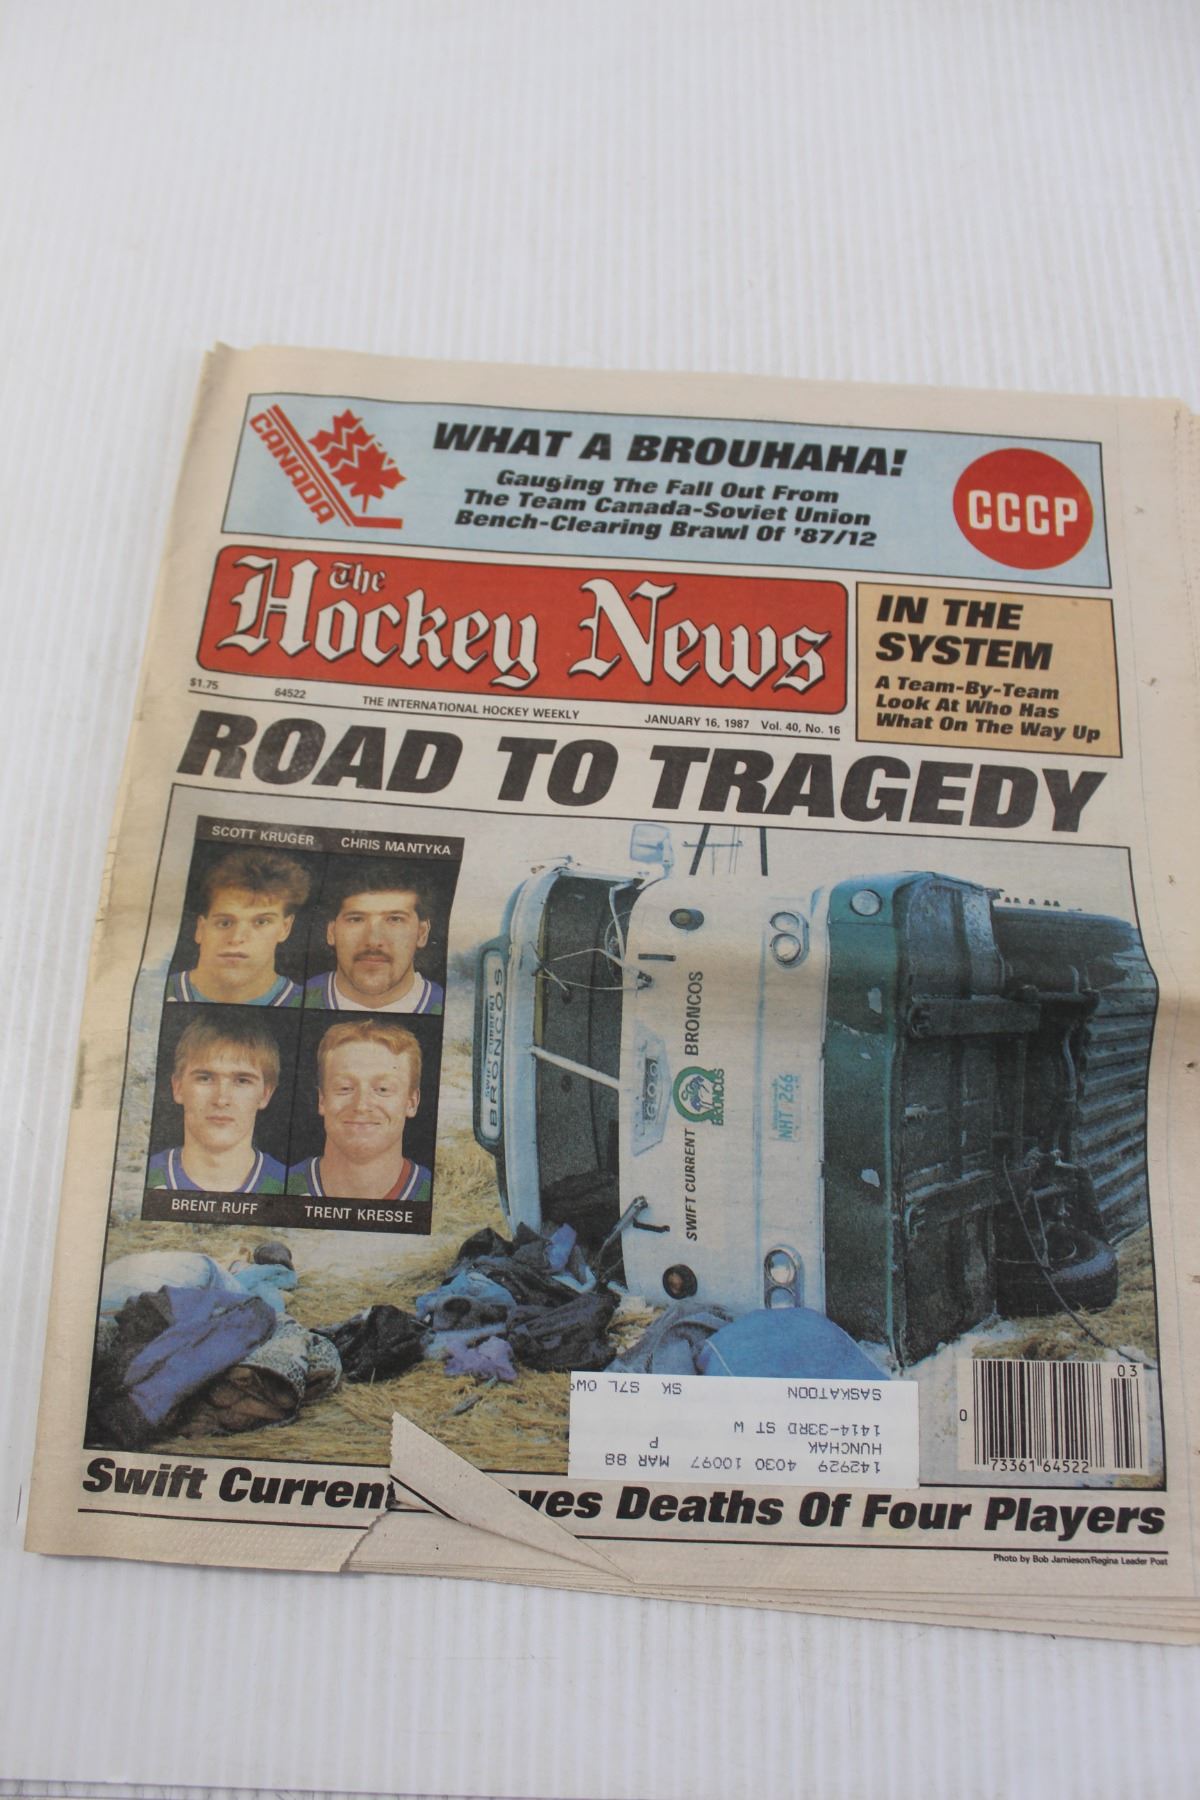 CANADA
WHAT A BROUHAHA!
Gauging The Fall Out From
The Team Canada-Soviet Union
Bench-Clearing Brawl Of '87/12
CCCP
The
Hockey News
IN THE
SYSTEM
A Team-By-Team
Look At Who Has
What On The Way Up
$1.75 64522 THE INTERNATIONAL HOCKEY WEEKLY JANUARY 16, 1987 Vol. 40, No. 16
ROAD TO TRAGEDY
SCOTT KRUGER CHRIS MANTYKA
BRENT RUFF TRENT KRESSE
SWIFT CURRENT
BRONCOS
SWIFT CURRENT BRONCOS
BRONCOS
NHT 266
142929 4030 10097 MAR 88
HUNCHAK P
1414-33RD ST W
SASKATOON SK S7L
03
0 73361 64522
Swift Curren ves Deaths Of Four Players
Photo by Bob Jamieson/Regina Leader Post